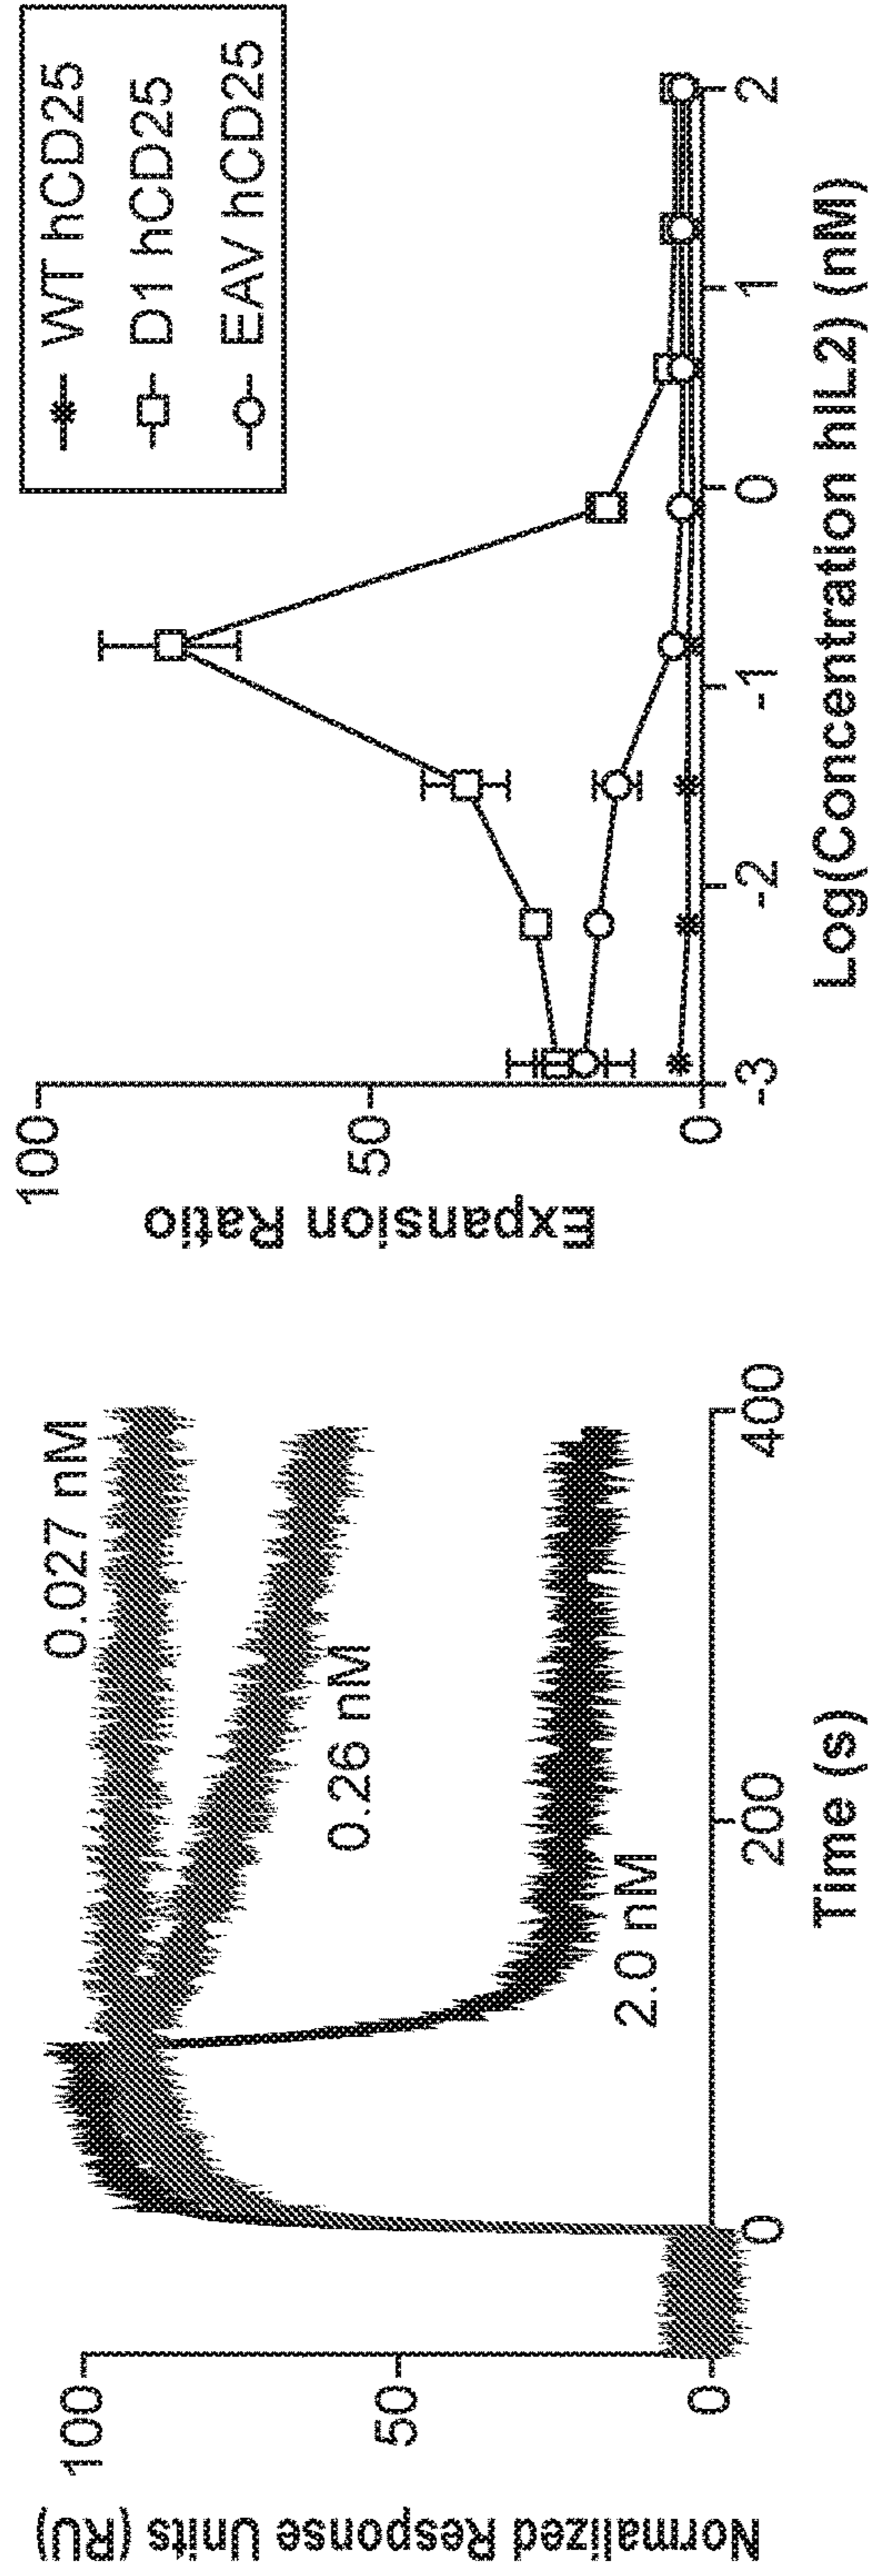 Normalized Response Units (RU)
100
50
0
0.027 nM
0.26 nM
2.0 nM
0
200
400
Time (s)
Expansion Ratio
100
50
0
WT hCD25
D1 hCD25
EAV hCD25
-3
-2
-1
0
1
2
Log(Concentration hIL2) (nM)